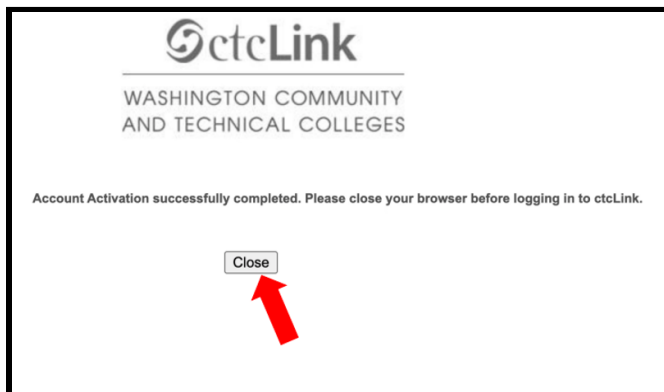 ctcLink
WASHINGTON COMMUNITY
AND TECHNICAL COLLEGES
Account Activation successfully completed. Please close your browser before logging in to ctcLink.
Close